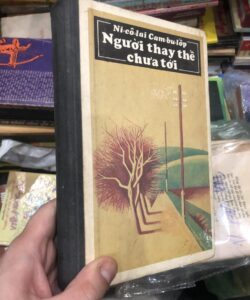 Ni-cô-lai Cam-bu-lốp
Người thay thế
chưa tới